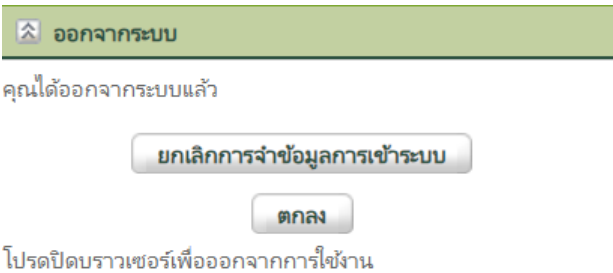 ออกจากระบบ
คุณได้ออกจากระบบแล้ว
ยกเลิกการจำข้อมูลการเข้าระบบ
ตกลง
โปรดปิดบราวเซอร์เพื่อออกจากการใช้งาน